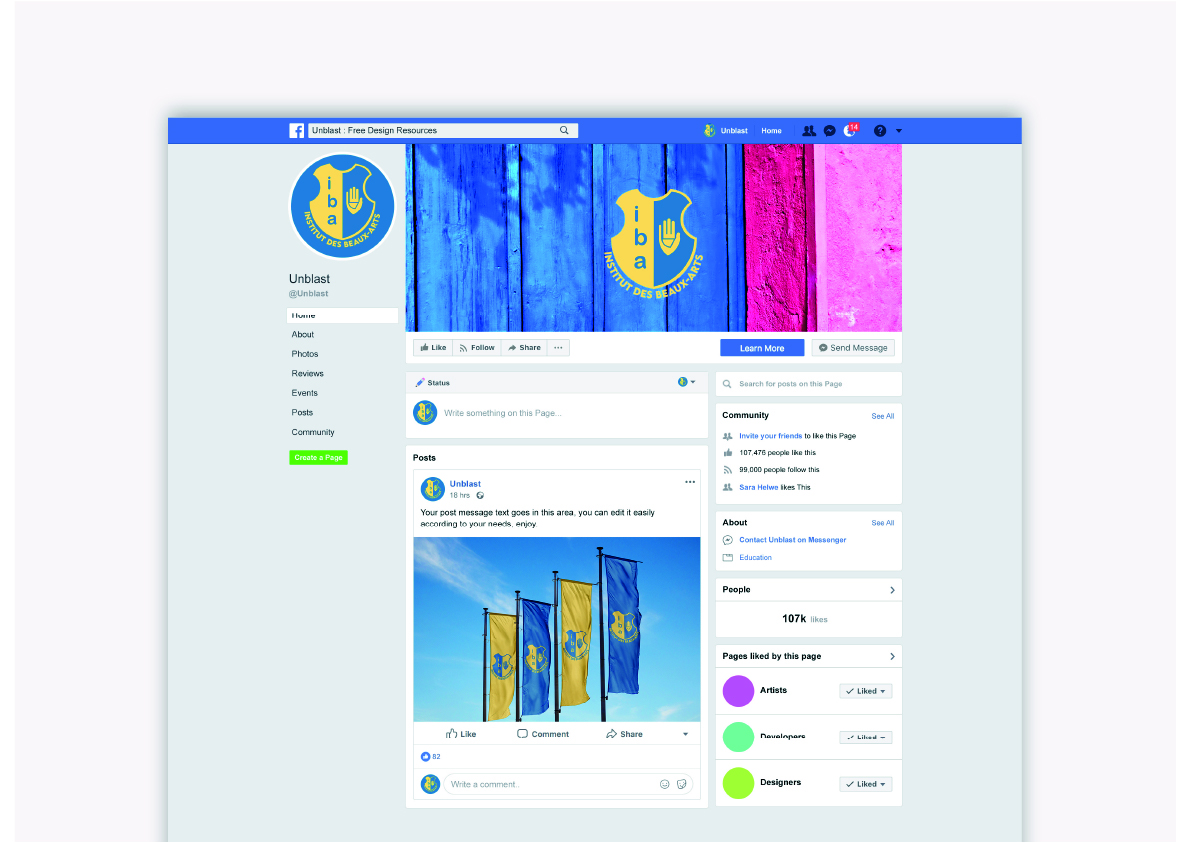 Unblast : Free Design Resources
Unblast
Home
14
?
i
b
a
INSTITUT DES BEAUX-ARTS
Unblast
@Unblast
Home
About
Photos
Reviews
Events
Posts
Community
Create a Page
i
b
a
INSTITUT DES BEAUX-ARTS
Like
Follow
Share
...
Learn More
Send Message
Status
Write something on this Page...
Posts
Unblast
18 hrs
Your post message text goes in this area, you can edit it easily
according to your needs, enjoy.
Like
Comment
Share
82
Write a comment..
Search for posts on this Page
Community
See All
Invite your friends to like this Page
107,476 people like this
99,000 people follow this
Sara Helwe likes This
About
See All
Contact Unblast on Messenger
Education
People
107k likes
Pages liked by this page
Artists
Liked
Developers
Liked
Designers
Liked